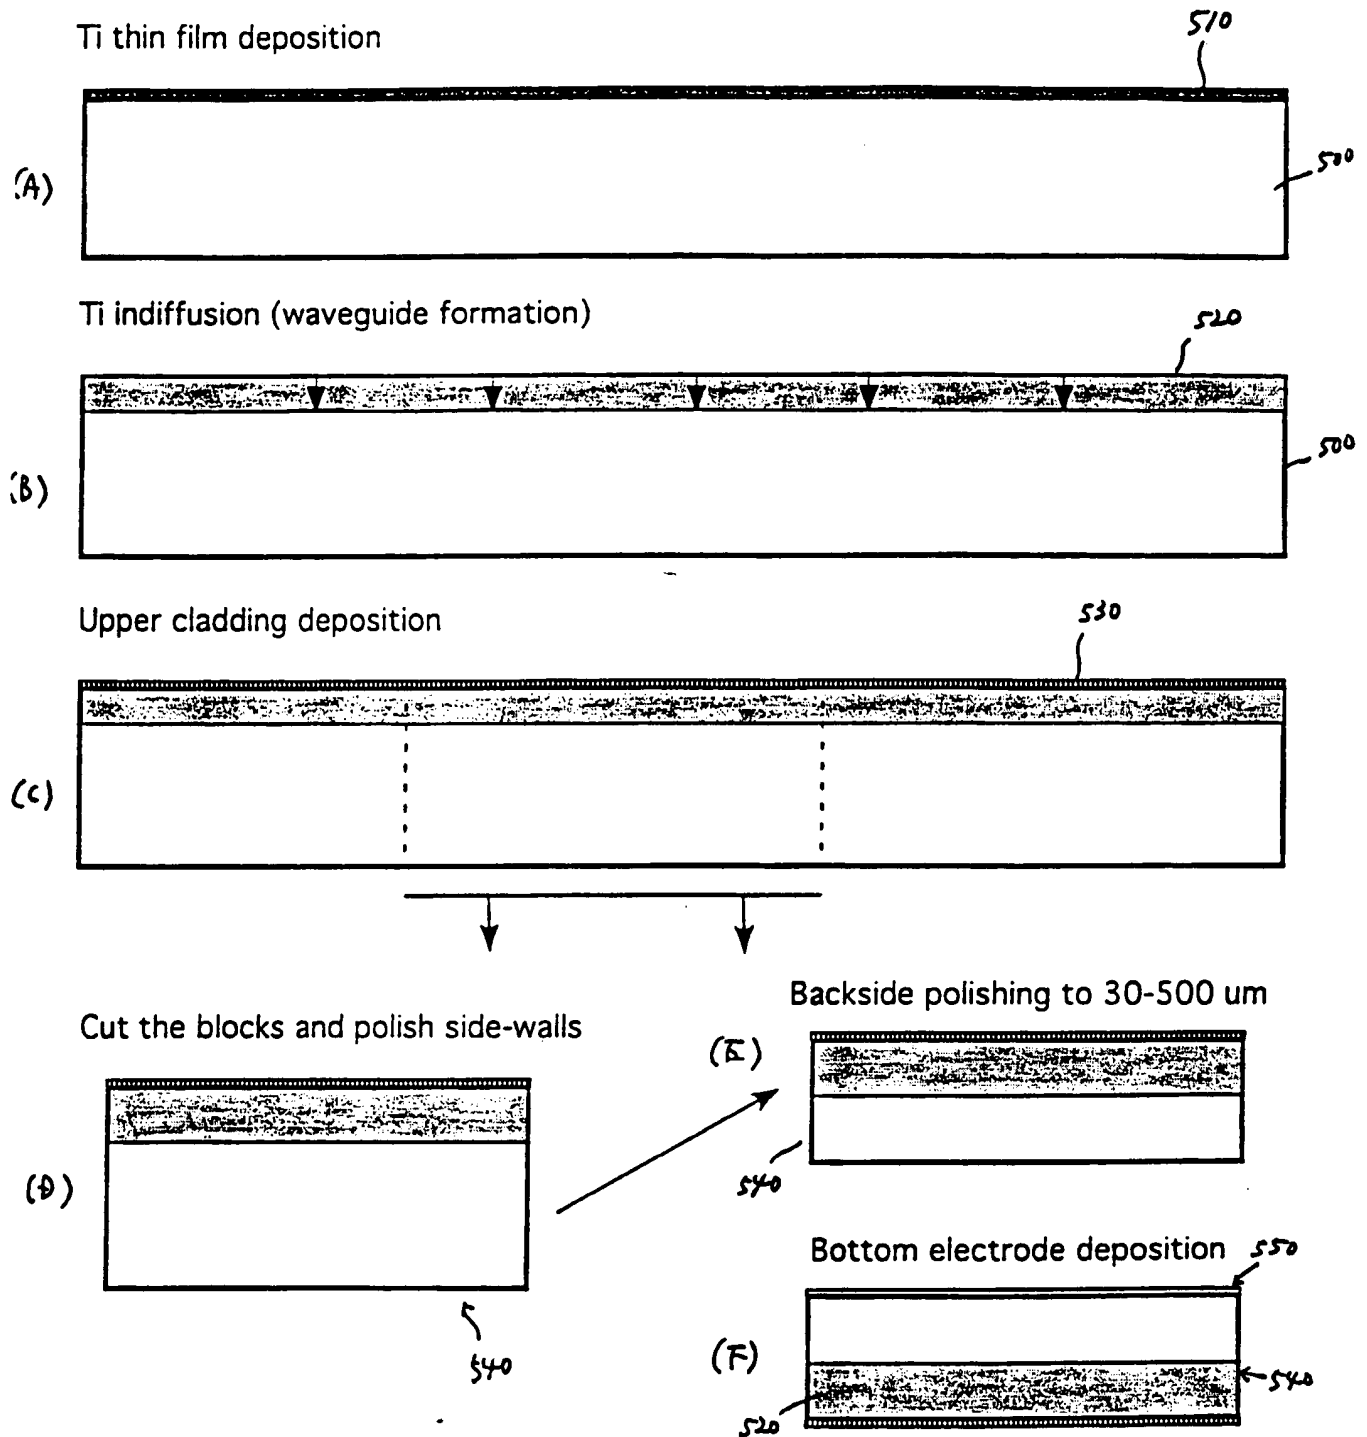 Ti thin film deposition
510
(A)
500
Ti indiffusion (waveguide formation)
520
(B)
500
Upper cladding deposition
530
(C)
Cut the blocks and polish side-walls
(D)
540
Backside polishing to 30-500 um
(E)
540
Bottom electrode deposition
550
(F)
540
520